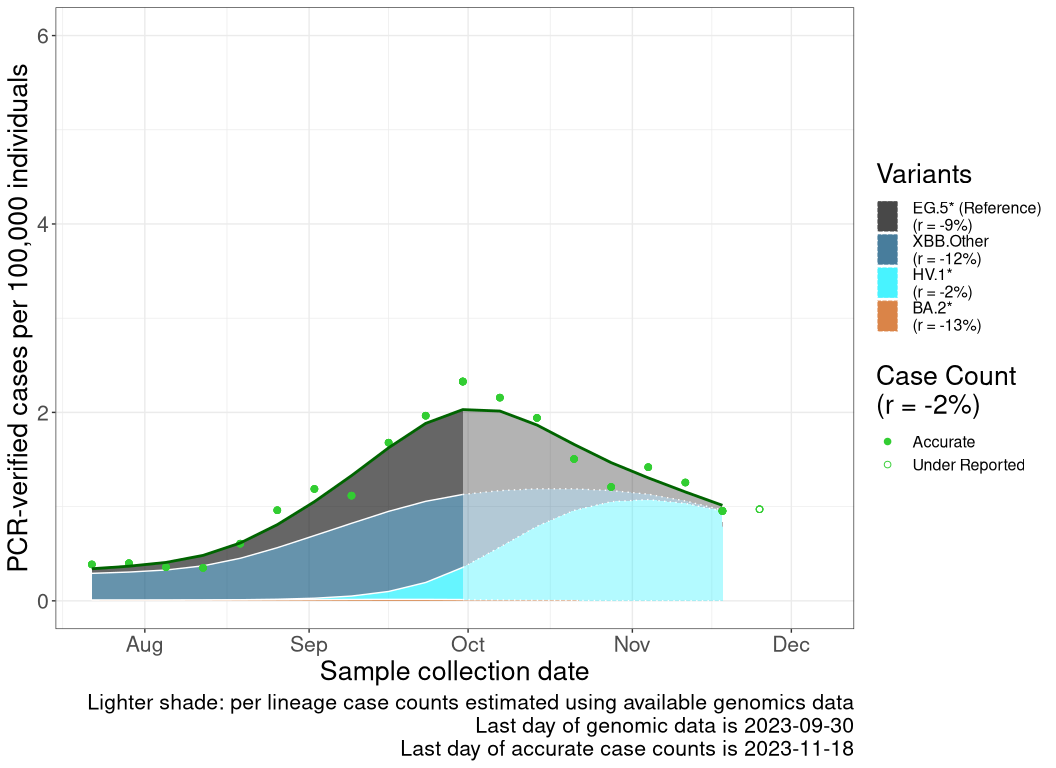 PCR-verified cases per 100,000 individuals
6
4
2
0
Aug Sep Oct Nov Dec
Sample collection date
Lighter shade: per lineage case counts estimated using available genomics data
Last day of genomic data is 2023-09-30
Last day of accurate case counts is 2023-11-18
Variants
EG.5* (Reference)
(r = -9%)
XBB.Other
(r = -12%)
HV.1*
(r = -2%)
BA.2*
(r = -13%)
Case Count
(r = -2%)
Accurate
Under Reported